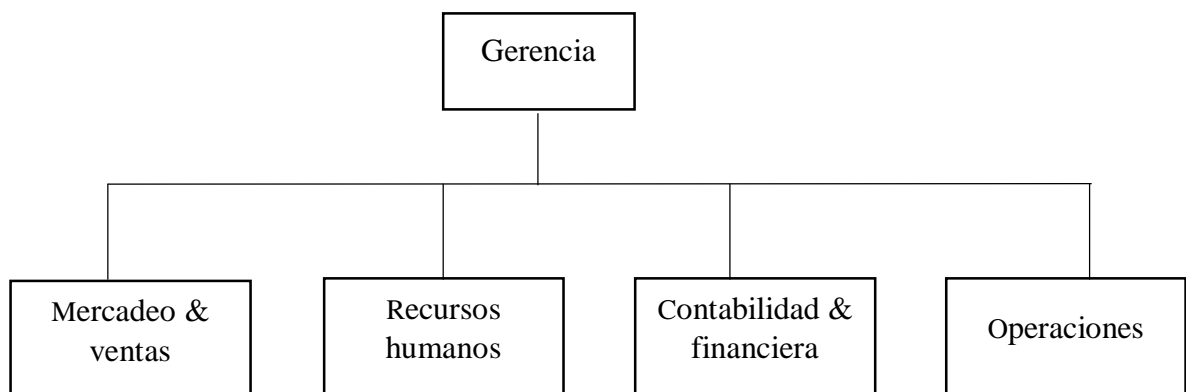 Gerencia
Mercadeo &
ventas
Recursos
humanos
Contabilidad &
financiera
Operaciones